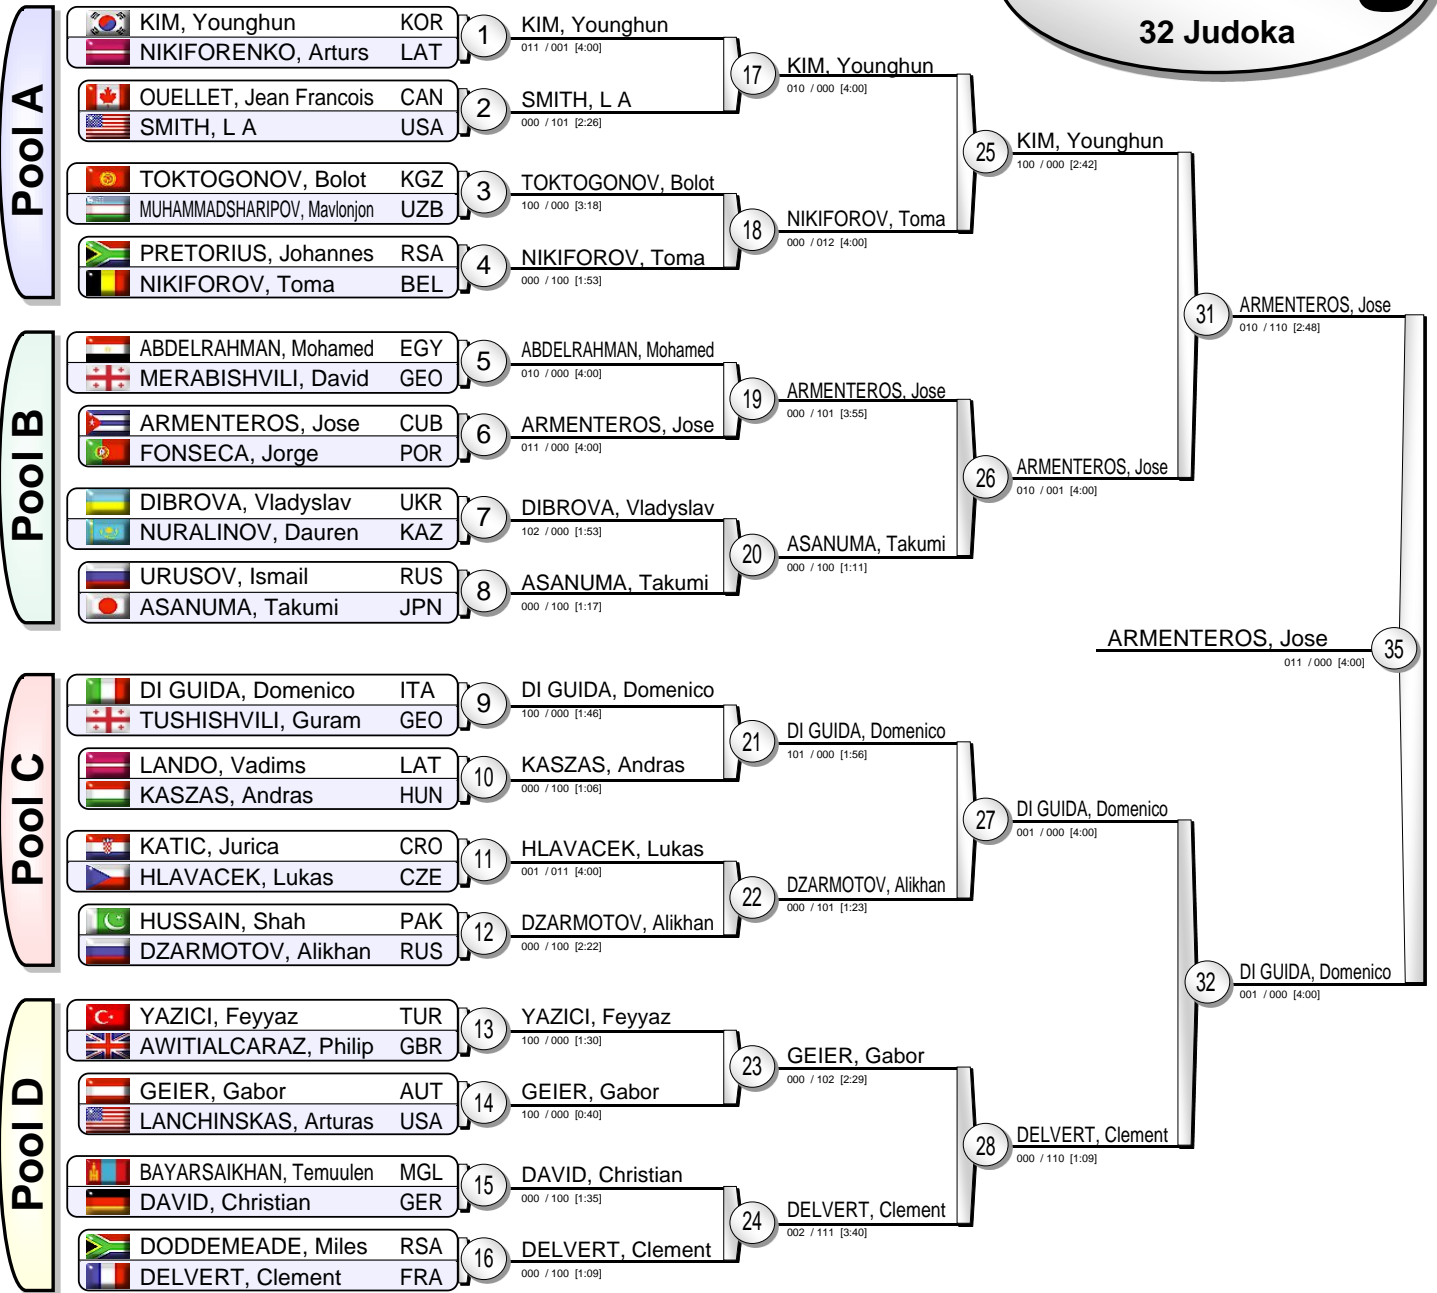 32 Judoka
Pool A
KIM, Younghun KOR
NIKIFORENKO, Arturs LAT
1
KIM, Younghun
011 / 001 [4:00]
OUELLET, Jean Francois CAN
SMITH, L A USA
2
SMITH, L A
000 / 101 [2:26]
17
KIM, Younghun
010 / 000 [4:00]
TOKTOGONOV, Bolot KGZ
MUHAMMADSHARIPOV, Mavlonjon UZB
3
TOKTOGONOV, Bolot
100 / 000 [3:18]
PRETORIUS, Johannes RSA
NIKIFOROV, Toma BEL
4
NIKIFOROV, Toma
000 / 100 [1:53]
18
NIKIFOROV, Toma
000 / 012 [4:00]
25
KIM, Younghun
100 / 000 [2:42]
Pool B
ABDELRAHMAN, Mohamed EGY
MERABISHVILI, David GEO
5
ABDELRAHMAN, Mohamed
010 / 000 [4:00]
ARMENTEROS, Jose CUB
FONSECA, Jorge POR
6
ARMENTEROS, Jose
011 / 000 [4:00]
19
ARMENTEROS, Jose
000 / 101 [3:55]
DIBROVA, Vladyslav UKR
NURALINOV, Dauren KAZ
7
DIBROVA, Vladyslav
102 / 000 [1:53]
URUSOV, Ismail RUS
ASANUMA, Takumi JPN
8
ASANUMA, Takumi
000 / 100 [1:17]
20
ASANUMA, Takumi
000 / 100 [1:11]
26
ARMENTEROS, Jose
010 / 001 [4:00]
31
ARMENTEROS, Jose
010 / 110 [2:48]
ARMENTEROS, Jose
011 / 000 [4:00]
35
Pool C
DI GUIDA, Domenico ITA
TUSHISHVILI, Guram GEO
9
DI GUIDA, Domenico
100 / 000 [1:46]
LANDO, Vadims LAT
KASZAS, Andras HUN
10
KASZAS, Andras
000 / 100 [1:06]
21
DI GUIDA, Domenico
101 / 000 [1:56]
KATIC, Jurica CRO
HLAVACEK, Lukas CZE
11
HLAVACEK, Lukas
001 / 011 [4:00]
HUSSAIN, Shah PAK
DZARMOTOV, Alikhan RUS
12
DZARMOTOV, Alikhan
000 / 100 [2:22]
22
DZARMOTOV, Alikhan
000 / 101 [1:23]
27
DI GUIDA, Domenico
001 / 000 [4:00]
Pool D
YAZICI, Feyyaz TUR
AWITIALCARAZ, Philip GBR
13
YAZICI, Feyyaz
100 / 000 [1:30]
GEIER, Gabor AUT
LANCHINSKAS, Arturas USA
14
GEIER, Gabor
100 / 000 [0:40]
23
GEIER, Gabor
000 / 102 [2:29]
BAYARSAIKHAN, Temuulen MGL
DAVID, Christian GER
15
DAVID, Christian
000 / 100 [1:35]
DODDEMEADE, Miles RSA
DELVERT, Clement FRA
16
DELVERT, Clement
000 / 100 [1:09]
24
DELVERT, Clement
002 / 111 [3:40]
28
DELVERT, Clement
000 / 110 [1:09]
32
DI GUIDA, Domenico
001 / 000 [4:00]